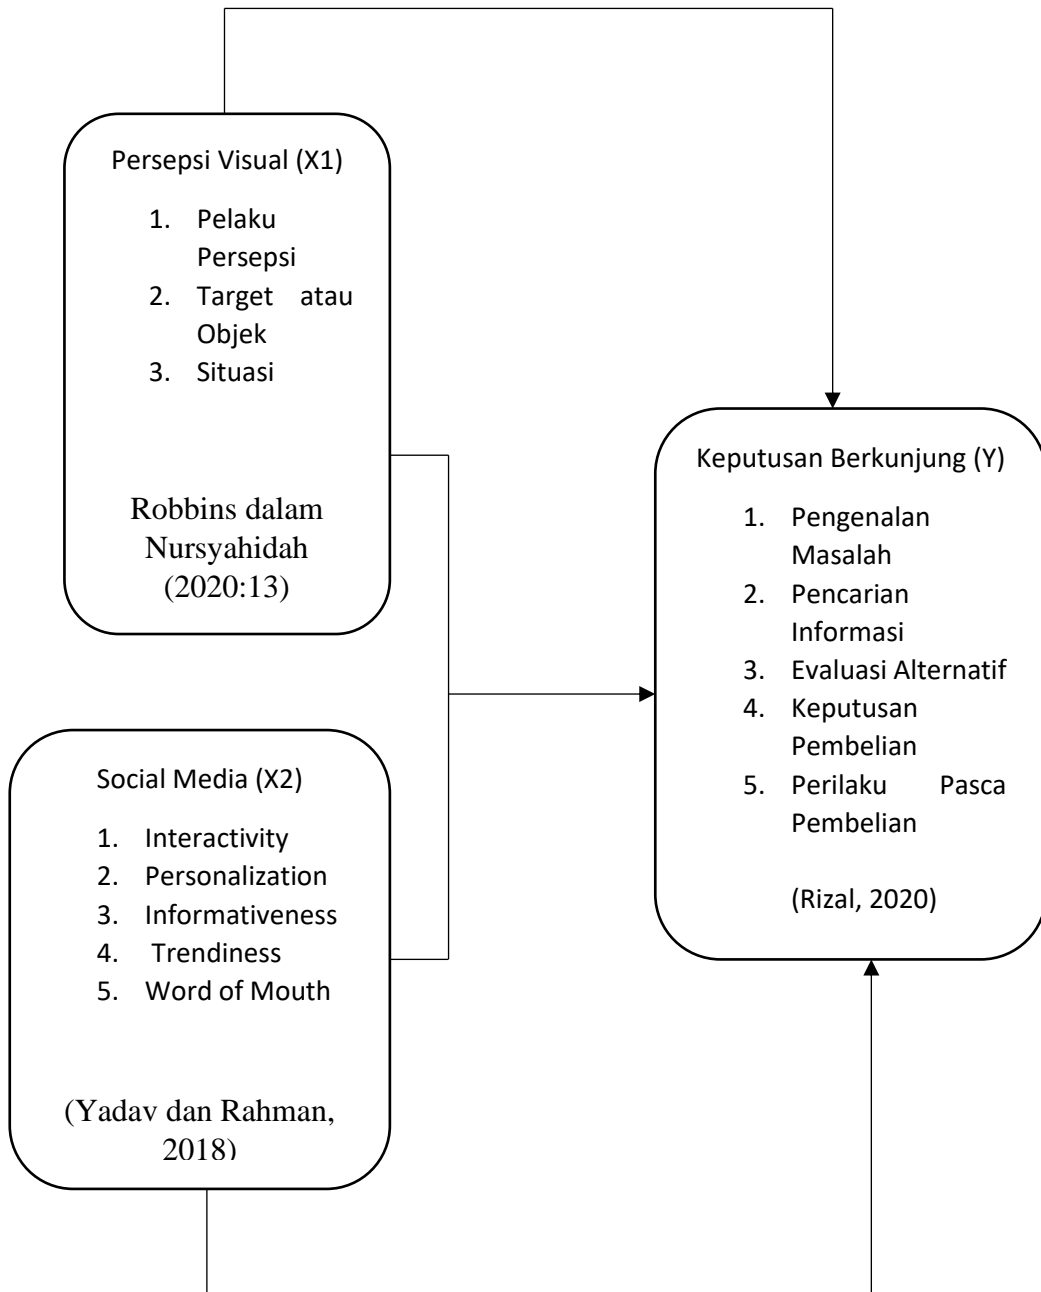 Persepsi Visual (X1)
1. Pelaku
Persepsi
2. Target atau
Objek
3. Situasi
Robbins dalam
Nursyahidah
(2020:13)
Social Media (X2)
1. Interactivity
2. Personalization
3. Informativeness
4. Trendiness
5. Word of Mouth
(Yadav dan Rahman,
2018)
Keputusan Berkunjung (Y)
1. Pengenalan
Masalah
2. Pencarian
Informasi
3. Evaluasi Alternatif
4. Keputusan
Pembelian
5. Perilaku Pasca
Pembelian
(Rizal, 2020)